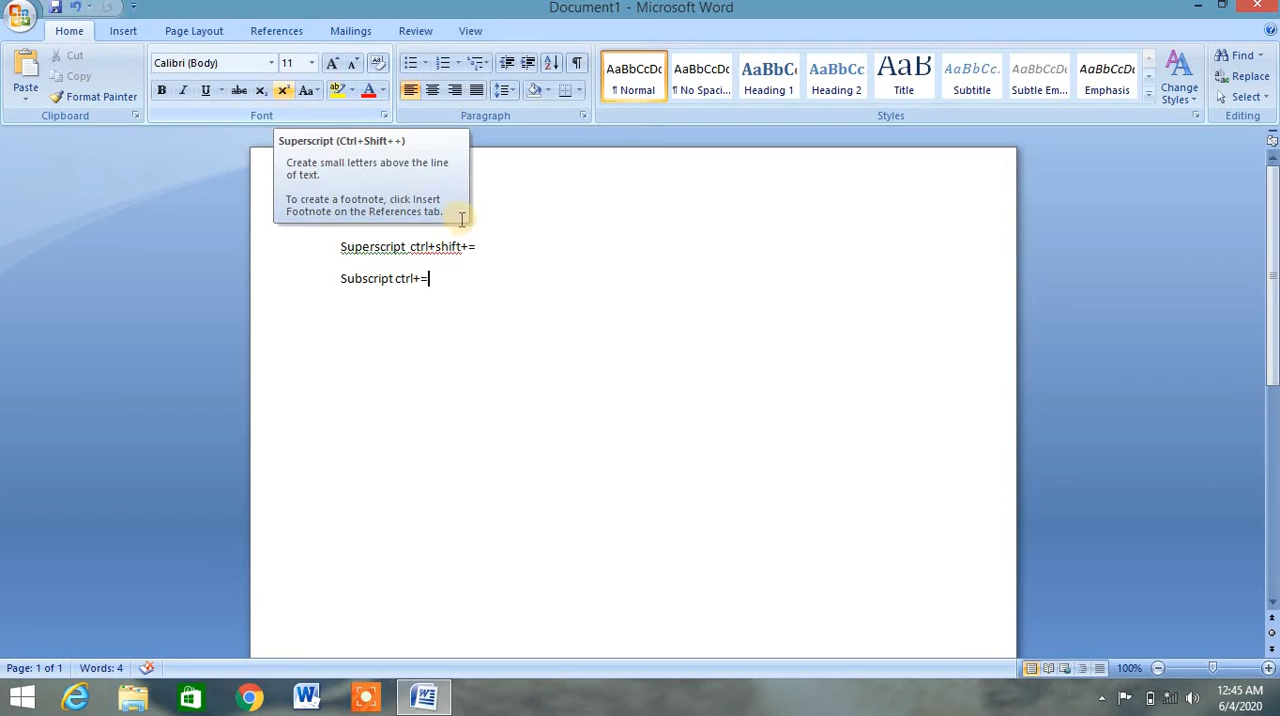 Document1 - Microsoft Word
Home Insert Page Layout References Mailings Review View
Paste
Cut
Copy
Format Painter
Clipboard
Calibri (Body) 11
B I U abc x₂ x² Aa
Font
Paragraph
AaBbCcDc AaBbCcDc AaBbCc AaBbCc AaB AaBbCc. AaBbCcDc AaBbCcDc
¶ Normal ¶ No Spaci... Heading 1 Heading 2 Title Subtitle Subtle Em... Emphasis
Change
Styles
Styles
Find
Replace
Select
Editing
Superscript (Ctrl+Shift++)
Create small letters above the line
of text.
To create a footnote, click Insert
Footnote on the References tab.
Superscript ctrl+shift+=
Subscript ctrl+=
Page: 1 of 1 Words: 4 100%
12:45 AM
6/4/2020